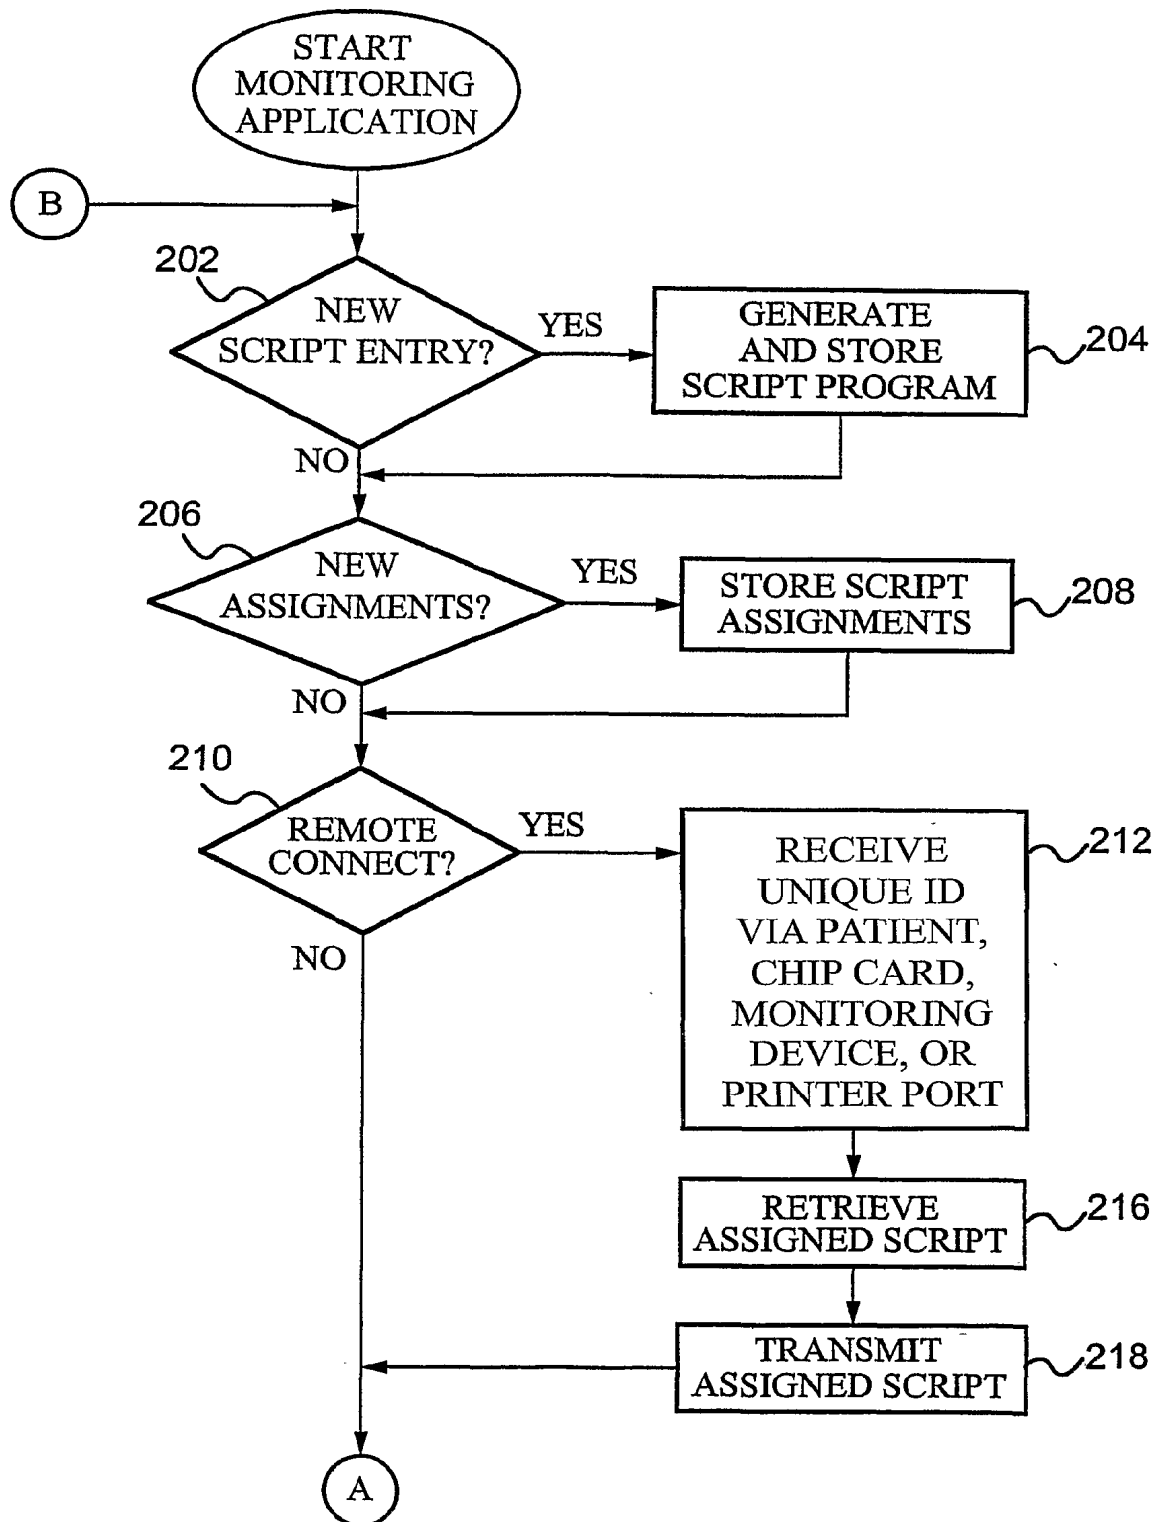 START
MONITORING
APPLICATION
B
202
NEW
SCRIPT ENTRY?
YES
GENERATE
AND STORE
SCRIPT PROGRAM
204
NO
206
NEW
ASSIGNMENTS?
YES
STORE SCRIPT
ASSIGNMENTS
208
NO
210
REMOTE
CONNECT?
YES
RECEIVE
UNIQUE ID
VIA PATIENT,
CHIP CARD,
MONITORING
DEVICE, OR
PRINTER PORT
212
NO
RETRIEVE
ASSIGNED SCRIPT
216
TRANSMIT
ASSIGNED SCRIPT
218
A